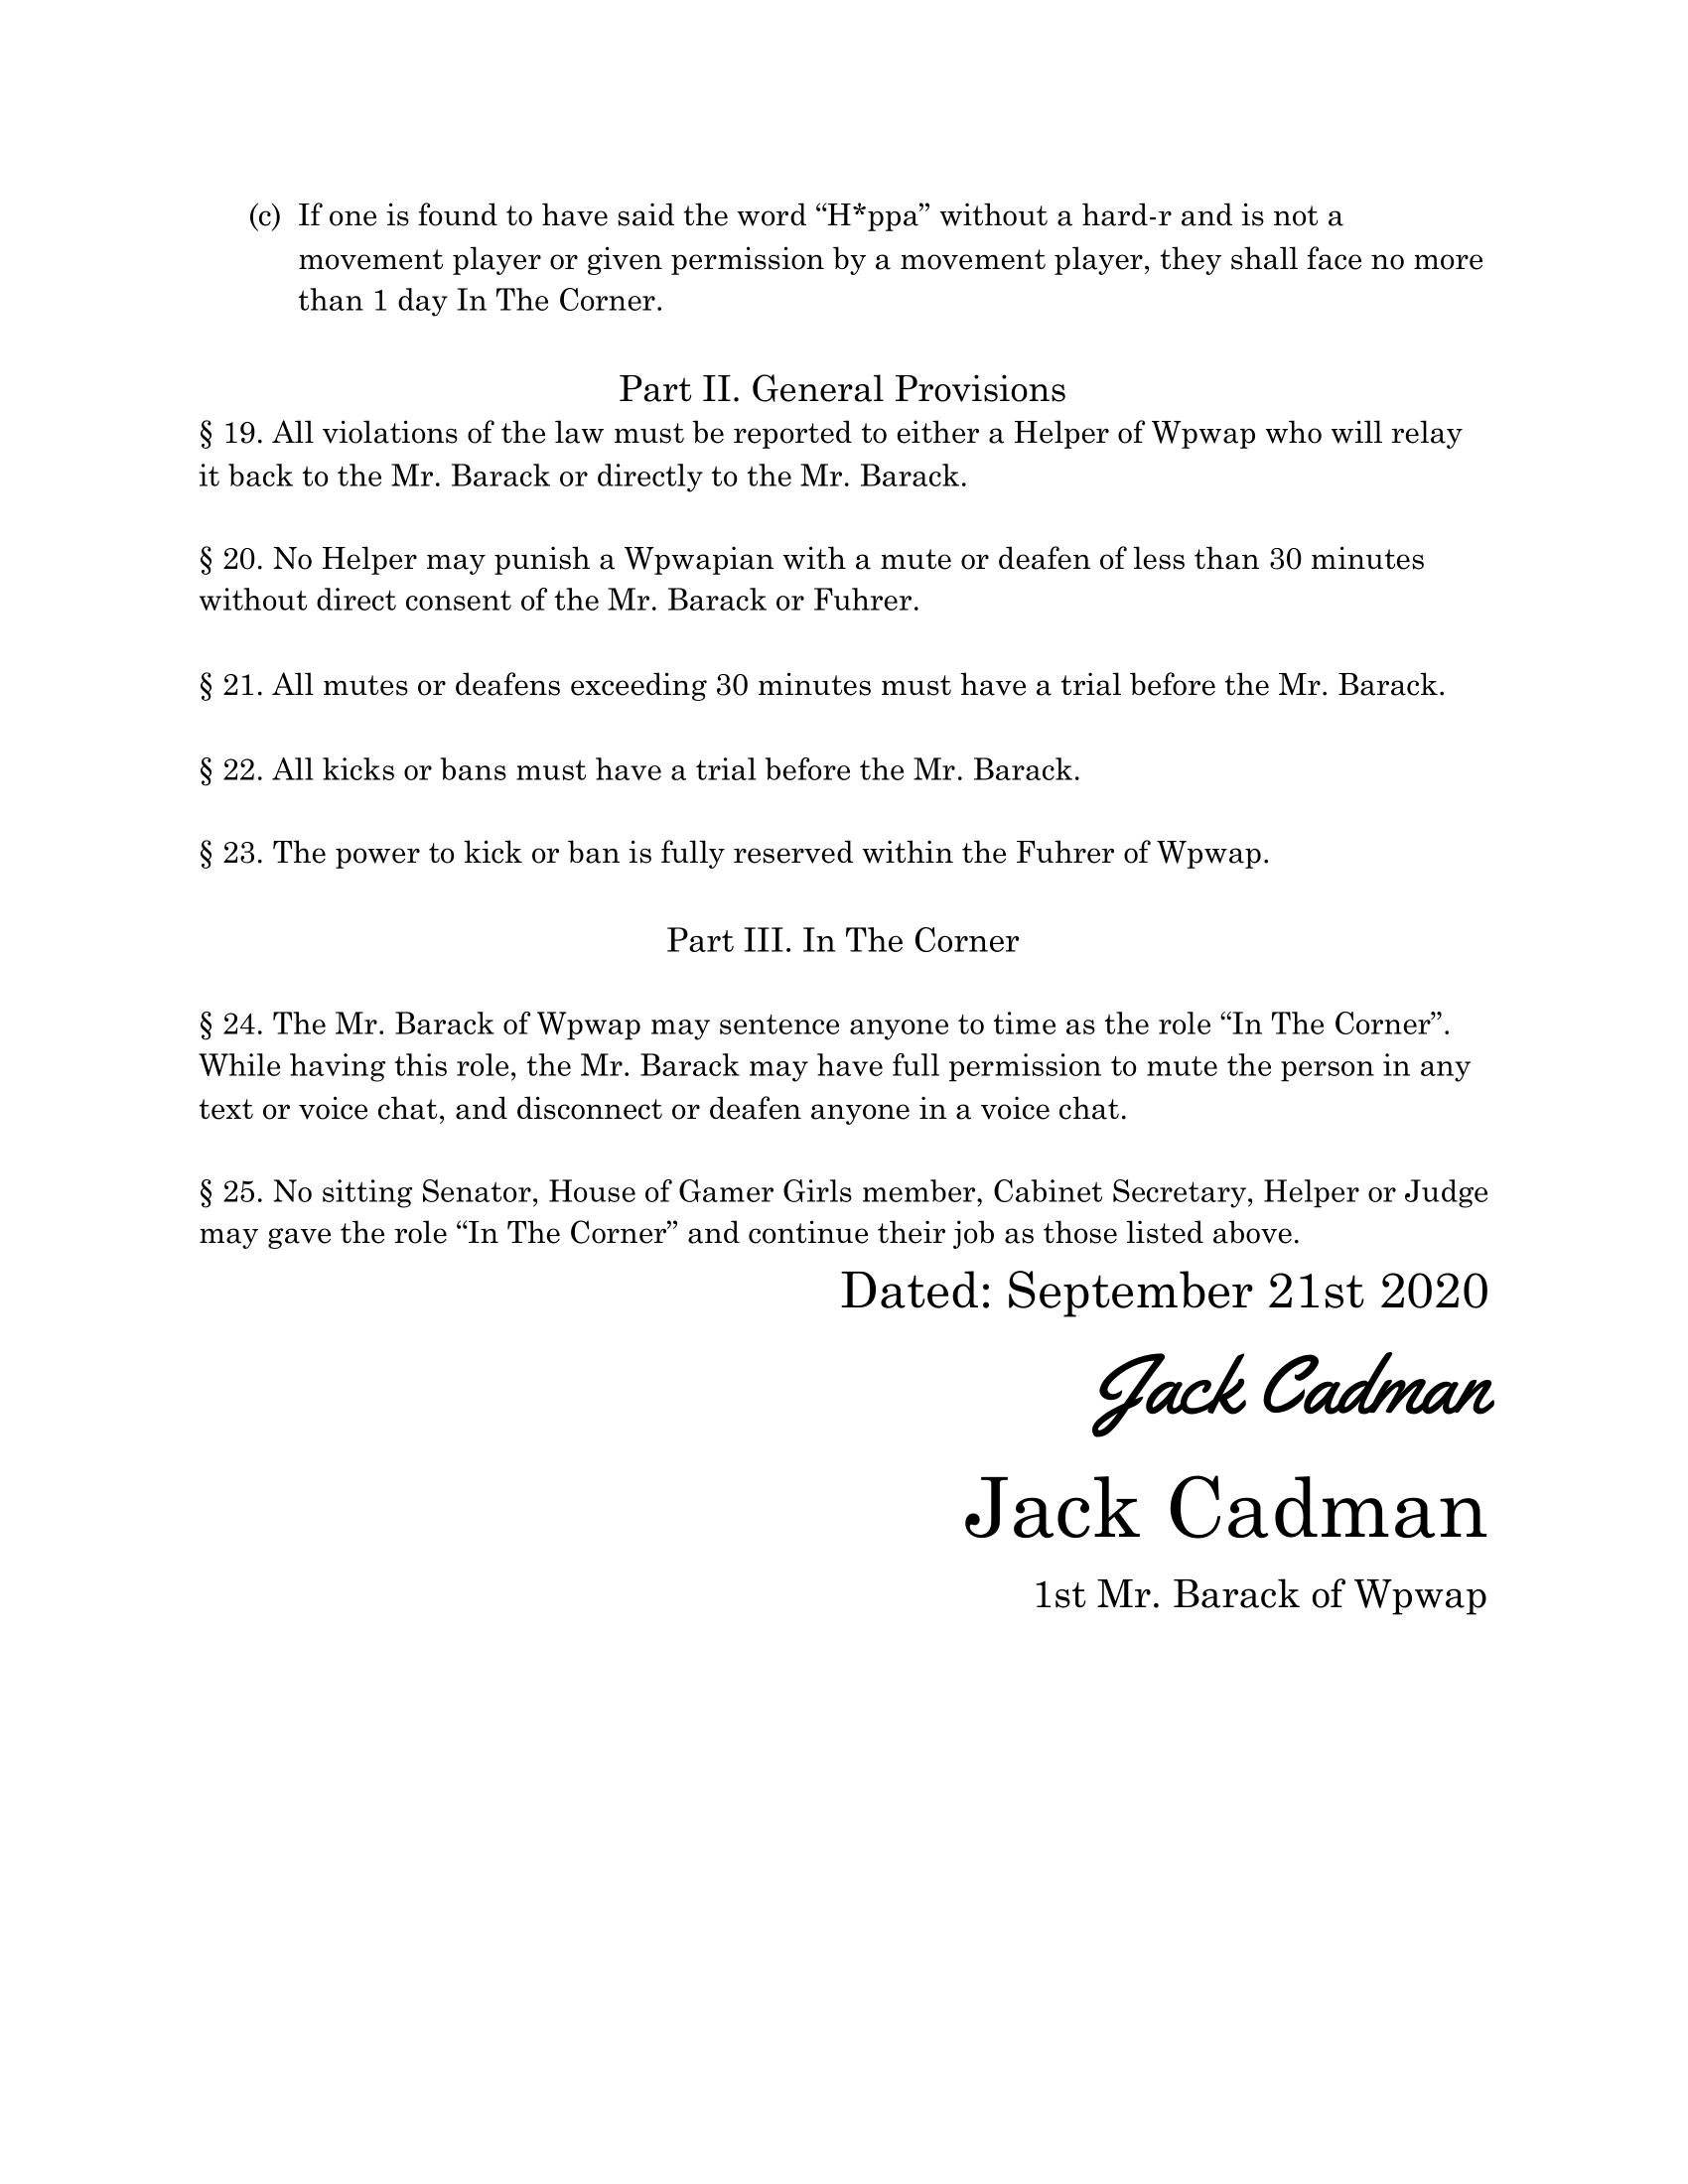 (c) If one is found to have said the word “H*ppa” without a hard-r and is not a
movement player or given permission by a movement player, they shall face no more
than 1 day In The Corner.
Part II. General Provisions
§ 19. All violations of the law must be reported to either a Helper of Wpwap who will relay
it back to the Mr. Barack or directly to the Mr. Barack.
§ 20. No Helper may punish a Wpwapian with a mute or deafen of less than 30 minutes
without direct consent of the Mr. Barack or Fuhrer.
§ 21. All mutes or deafens exceeding 30 minutes must have a trial before the Mr. Barack.
§ 22. All kicks or bans must have a trial before the Mr. Barack.
§ 23. The power to kick or ban is fully reserved within the Fuhrer of Wpwap.
Part III. In The Corner
§ 24. The Mr. Barack of Wpwap may sentence anyone to time as the role “In The Corner”.
While having this role, the Mr. Barack may have full permission to mute the person in any
text or voice chat, and disconnect or deafen anyone in a voice chat.
§ 25. No sitting Senator, House of Gamer Girls member, Cabinet Secretary, Helper or Judge
may gave the role “In The Corner” and continue their job as those listed above.
Dated: September 21st 2020
Jack Cadman
Jack Cadman
1st Mr. Barack of Wpwap